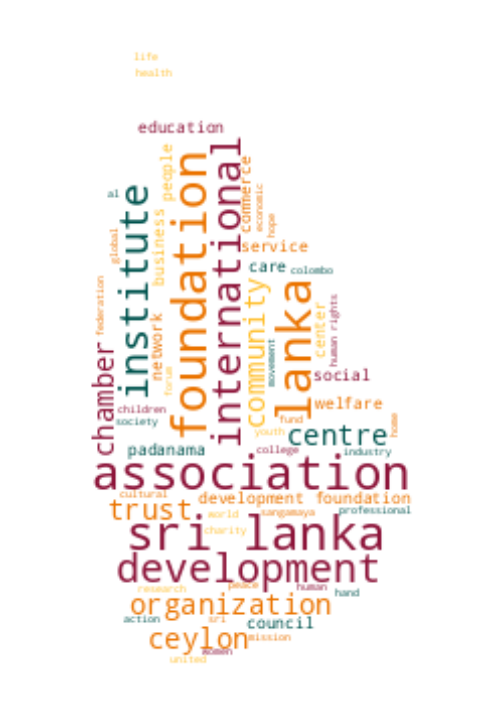 life
health
education
people
foundation
international
commerce
economic
hope
al
institute
business
global
service
care
colombo
federation
network
forum
community
lanka
center
human rights
movement
chamber
social
children
society
welfare
fund
home
youth
centre
padanama
college
industry
association
cultural
development foundation
trust
world
sangamaya
professional
charity
sri lanka
development
research
peace
human
hand
organization
action
sri
council
ceylon
mission
women
united